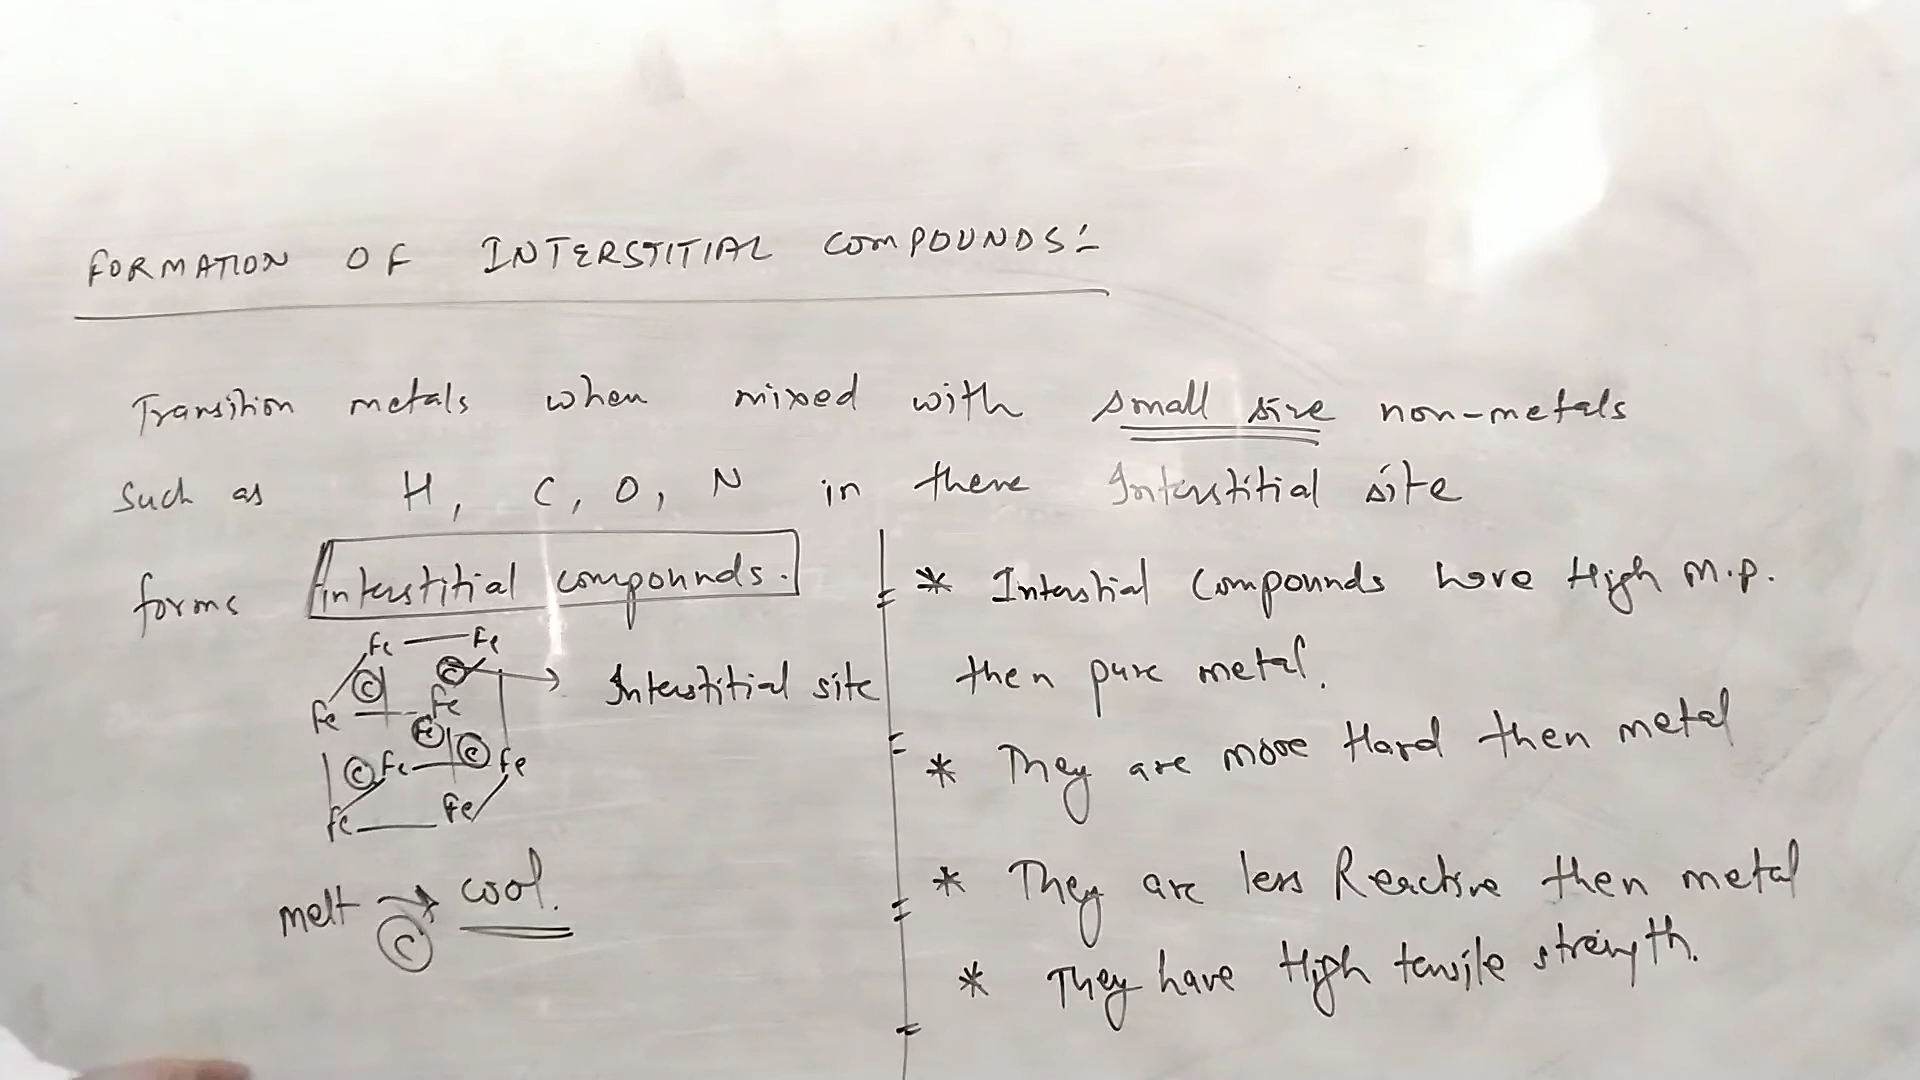 FORMATION OF INTERSTITIAL COMPOUNDS:-
Transition metals when mixed with small size non-metals
such as H, C, O, N in there Interstitial site
forms interstitial compounds.
Fe Fe
C C
Fe Fe
Interstitial site
C
C Fe Fe
Fe Fe
melt → cool.
C
* Interstial Compounds have High M.P.
then pure metal.
* They are more Hard then metal
* They are less Reactive then metal
* They have High tensile strength.